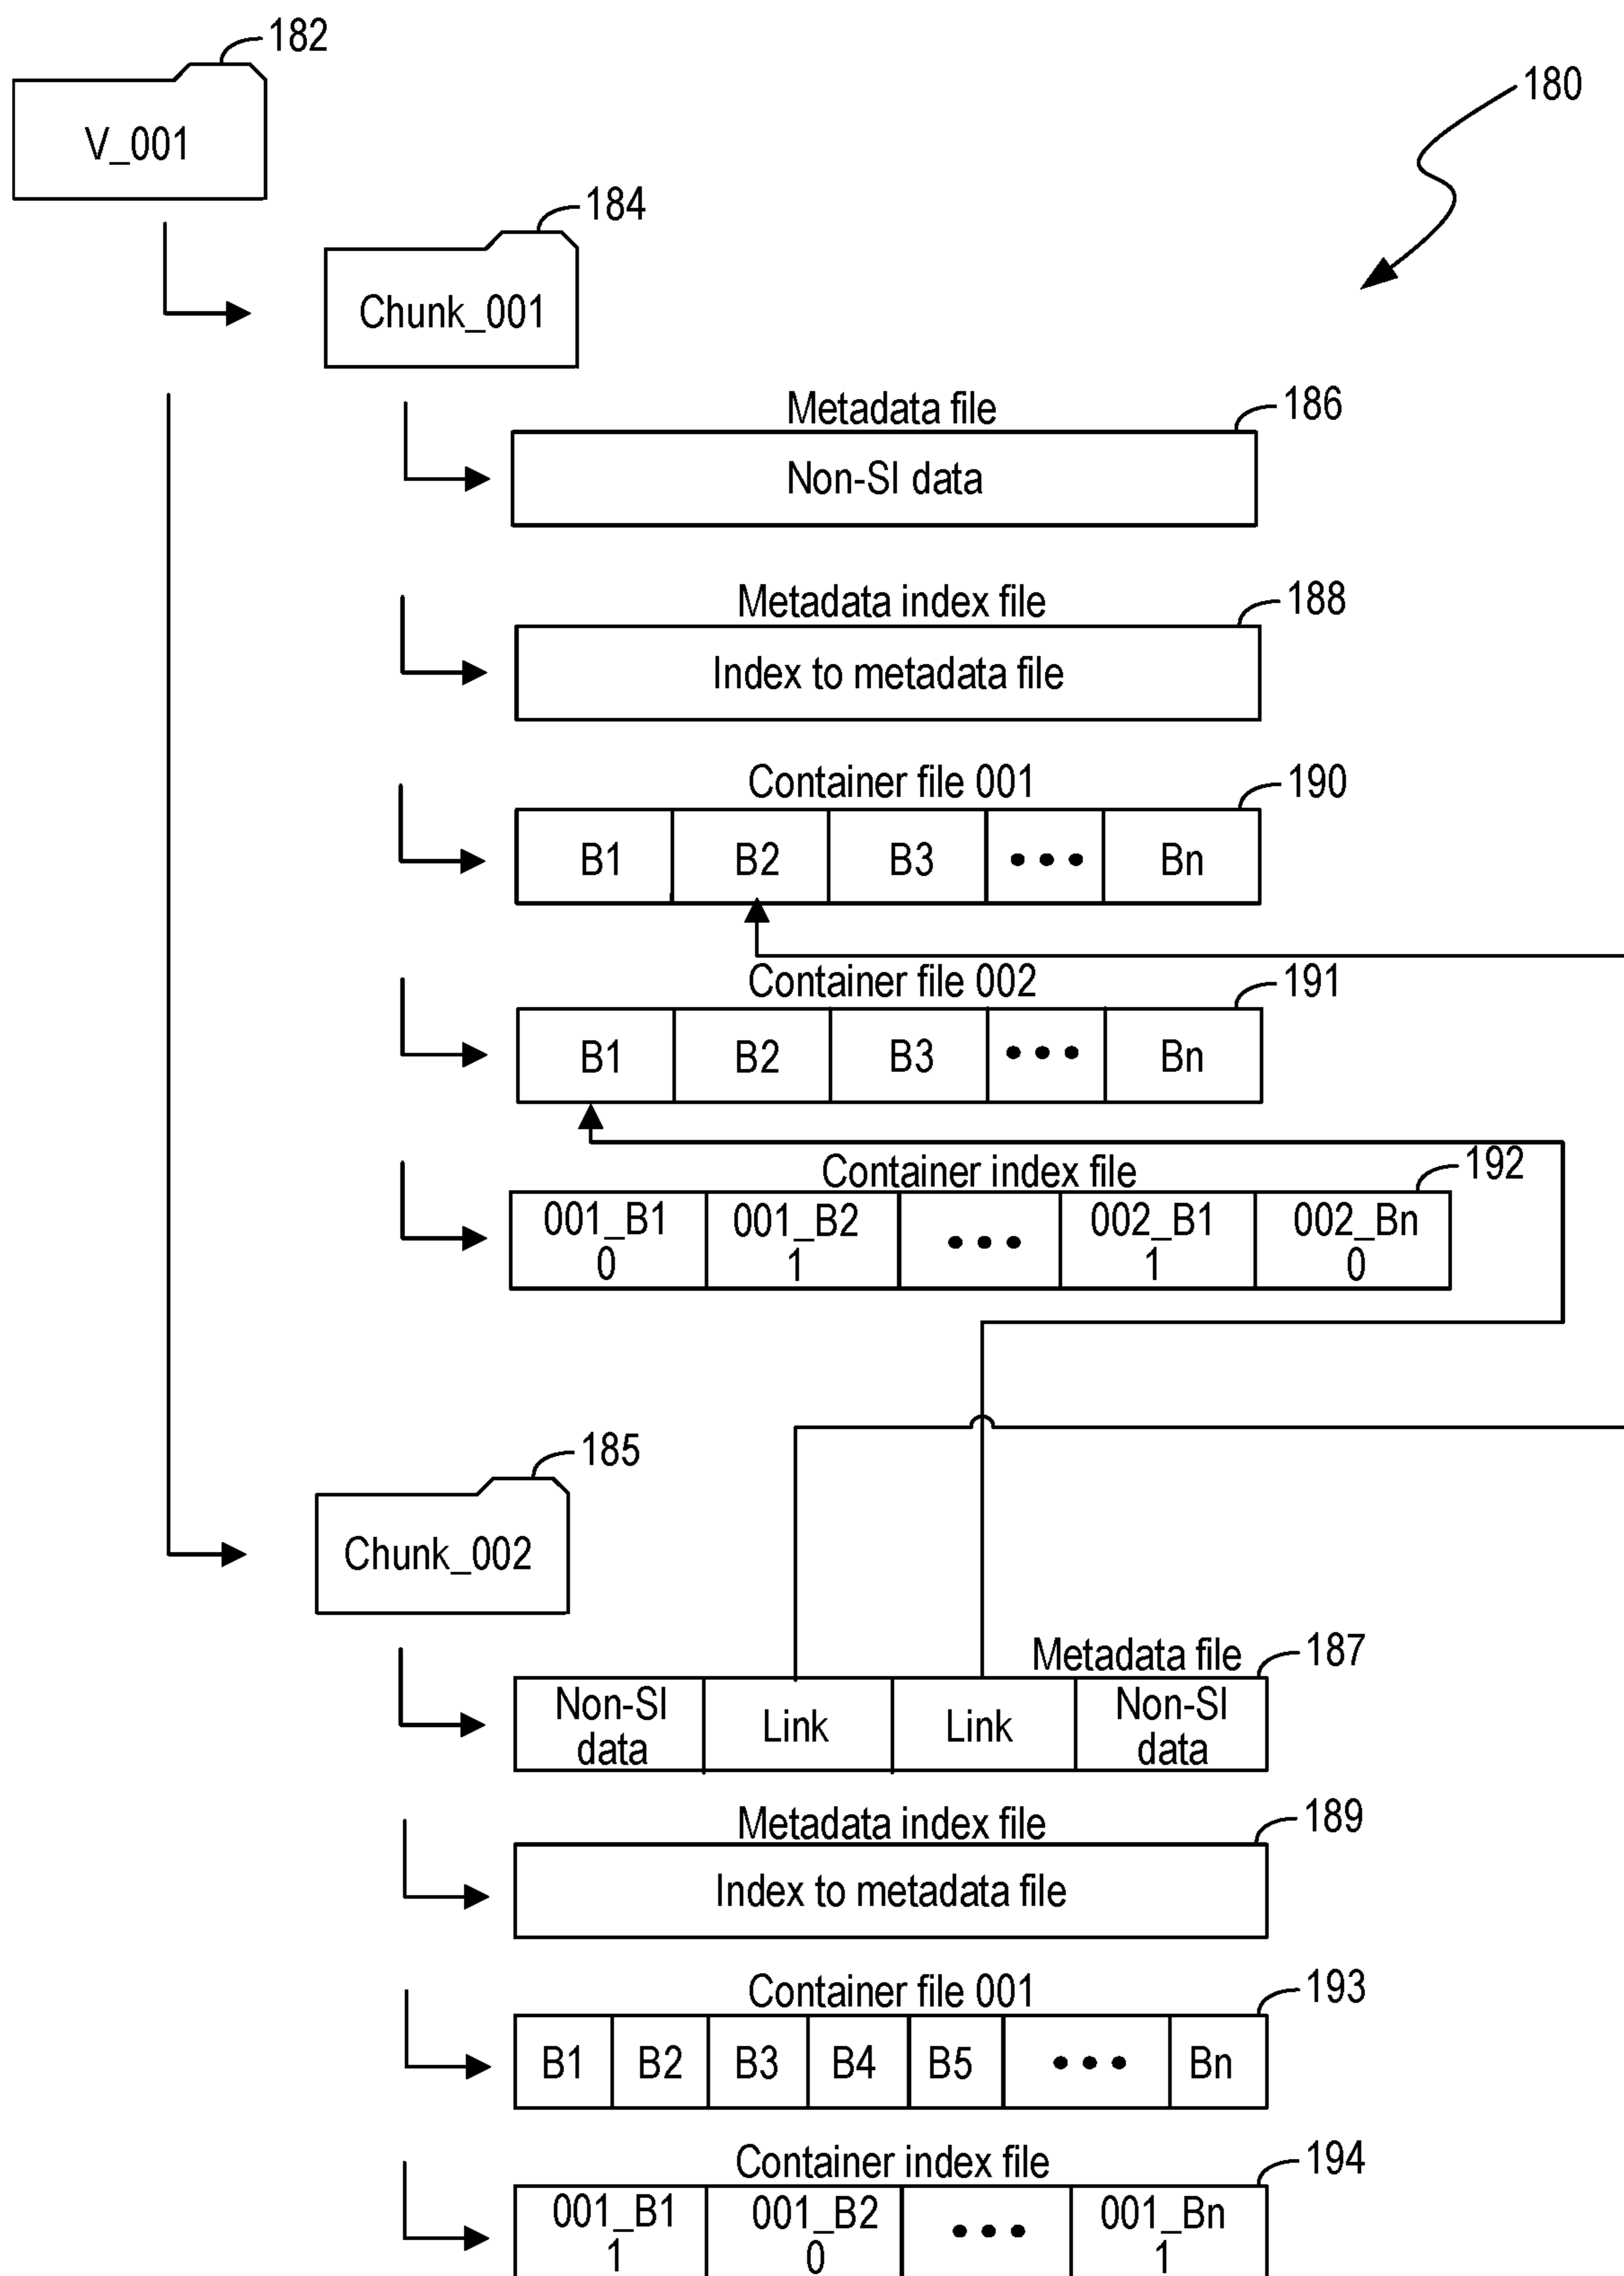 182
V_001
180
184
Chunk_001
Metadata file
186
Non-SI data
Metadata index file
188
Index to metadata file
Container file 001
190
B1 B2 B3 ••• Bn
Container file 002
191
B1 B2 B3 ••• Bn
Container index file
192
001_B1 001_B2 ••• 002_B1 002_Bn
0 1 1 0
185
Chunk_002
Metadata file
187
Non-SI Link Link Non-SI
data data
Metadata index file
189
Index to metadata file
Container file 001
193
B1 B2 B3 B4 B5 ••• Bn
Container index file
194
001_B1 001_B2 ••• 001_Bn
1 0 1